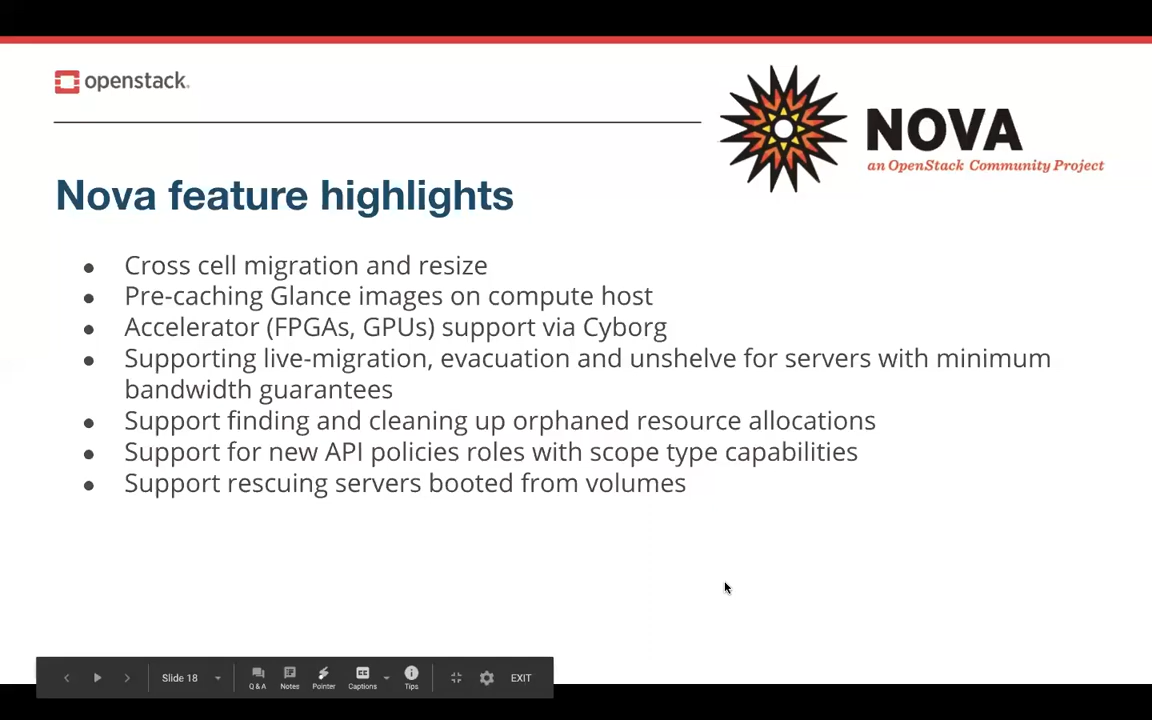 openstack.
NOVA
an OpenStack Community Project
Nova feature highlights
● Cross cell migration and resize
● Pre-caching Glance images on compute host
● Accelerator (FPGAs, GPUs) support via Cyborg
● Supporting live-migration, evacuation and unshelve for servers with minimum
bandwidth guarantees
● Support finding and cleaning up orphaned resource allocations
● Support for new API policies roles with scope type capabilities
● Support rescuing servers booted from volumes
Slide 18
Q & A
Notes
Pointer
Captions
Tips
EXIT